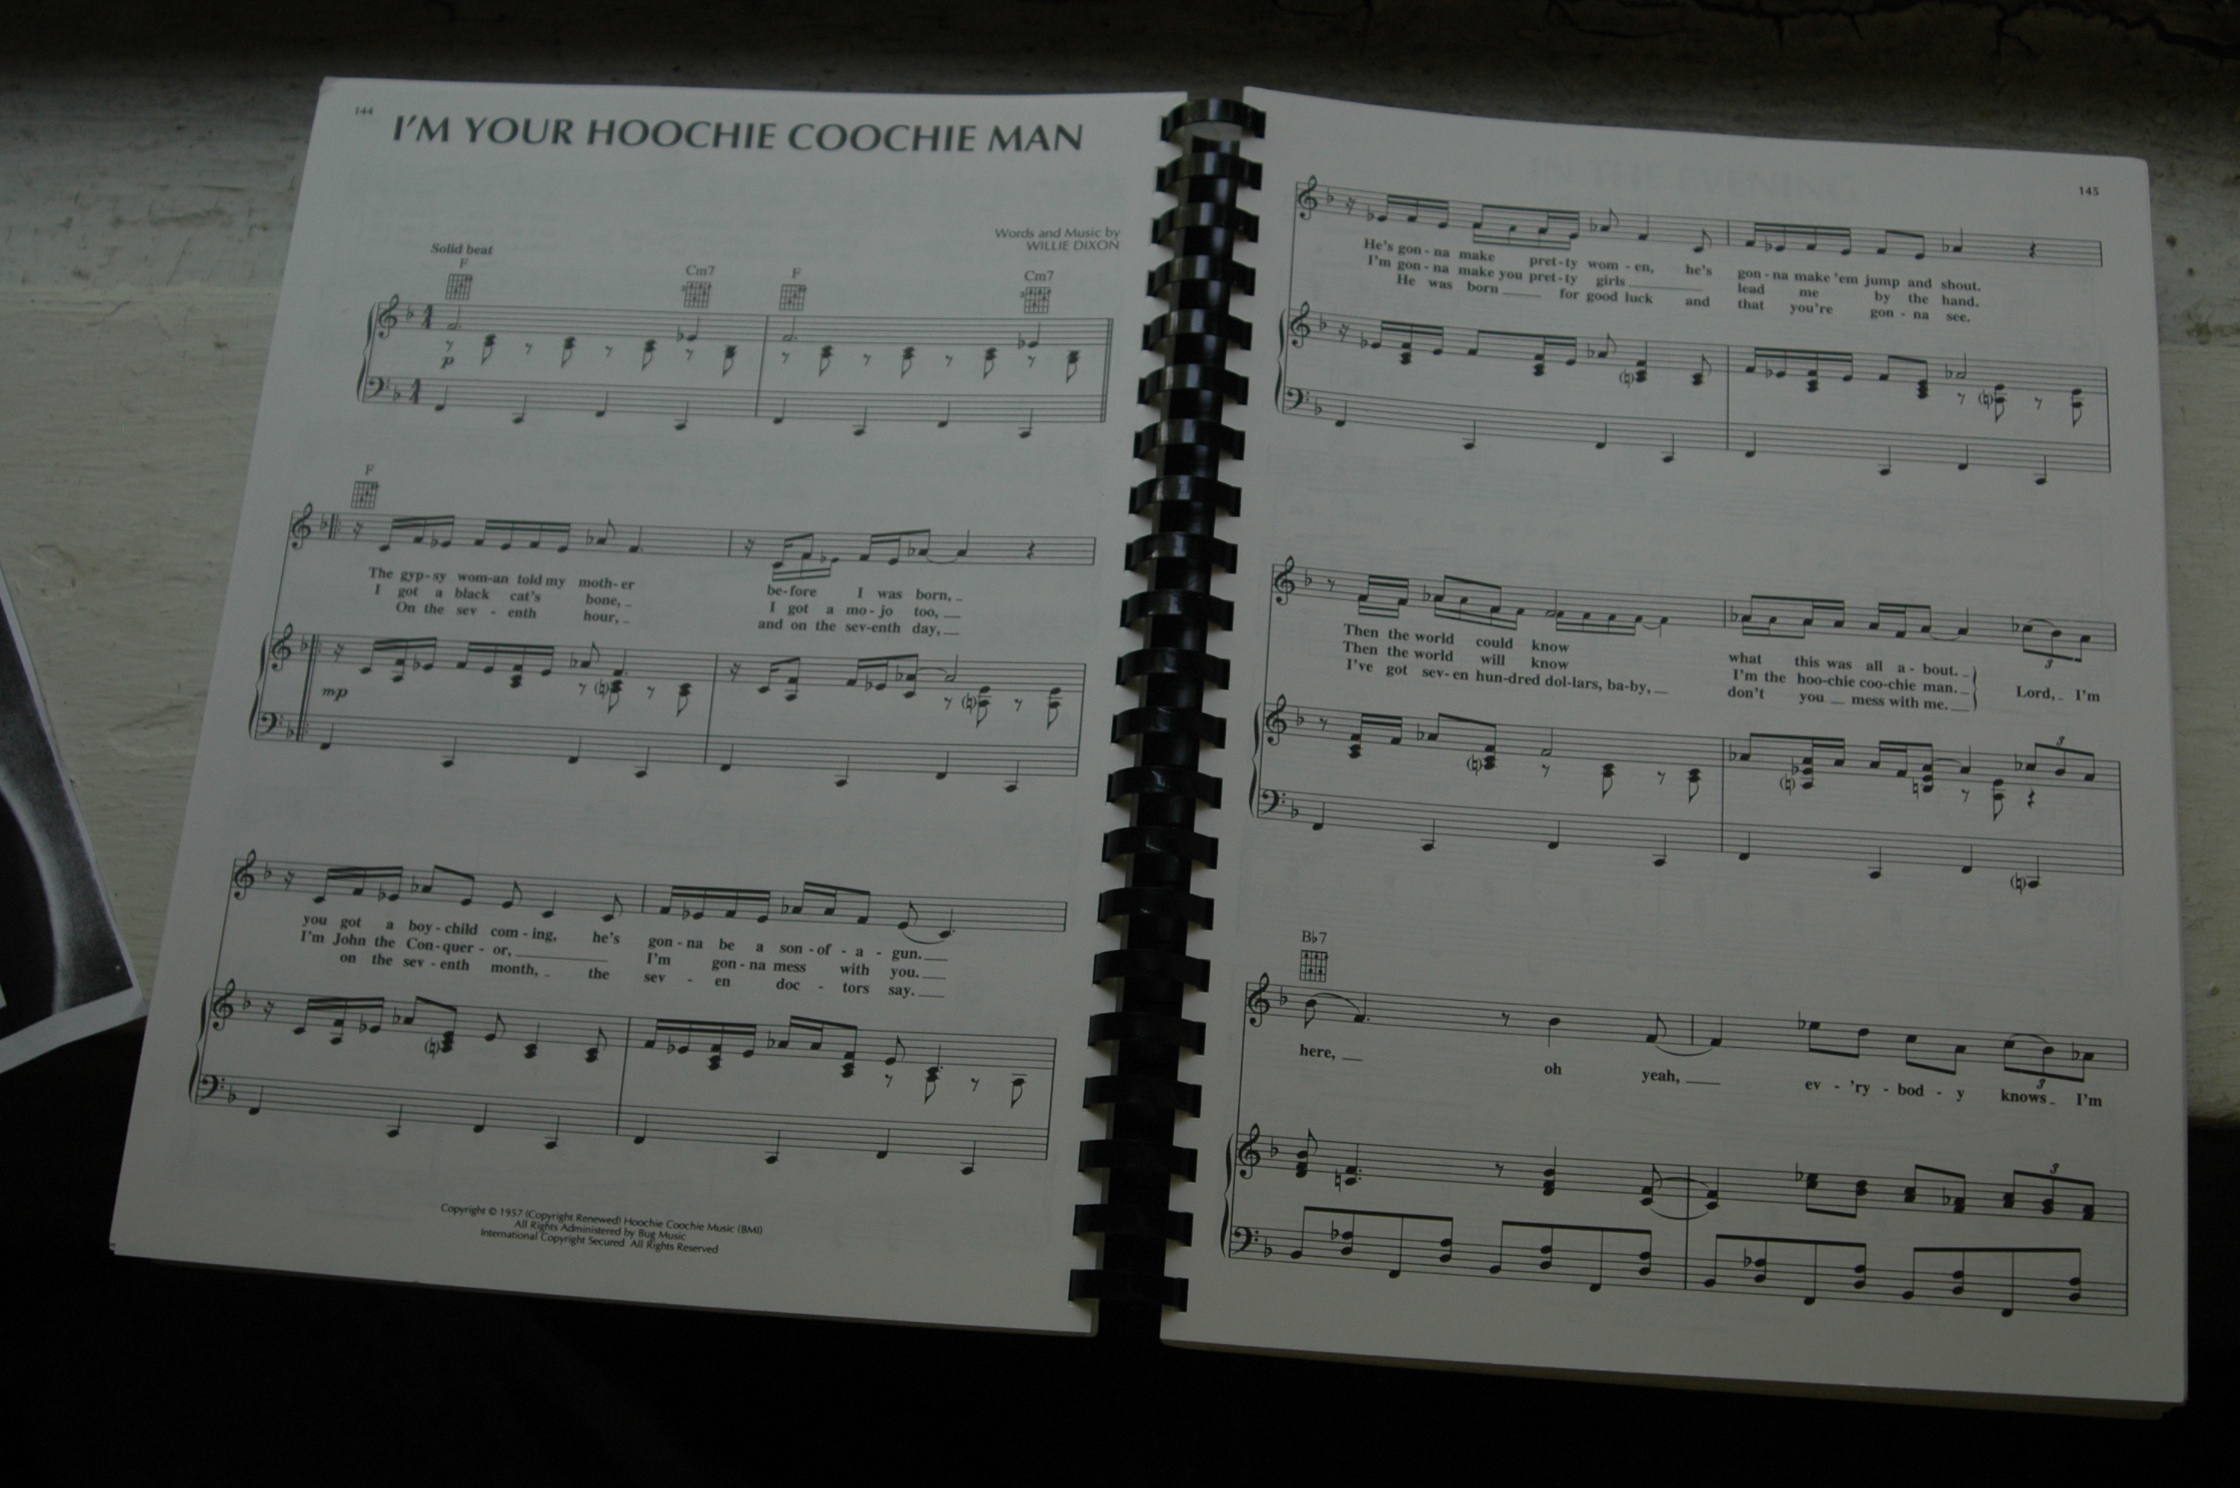 144
I'M YOUR HOOCHIE COOCHIE MAN
Words and Music by
WILLIE DIXON
Solid beat
F Cm7 F Cm7
p
F
The gyp-sy wom-an told my moth-er be-fore I was born,
I got a black cat's bone, I got a mo-jo too,
On the sev-enth hour, and on the sev-enth day,
mp
you got a boy-child com-ing, he's gon-na be a son-of-a-gun.
I'm John the Con-quer-or, I'm gon-na mess with you.
on the sev-enth month, the sev-en doc-tors say.
Copyright © 1957 (Copyright Renewed) Hoochie Coochie Music (BMI)
All Rights Administered by Bug Music
International Copyright Secured All Rights Reserved
145
He's gon-na make pret-ty wom-en, he's gon-na make 'em jump and shout.
I'm gon-na make you pret-ty girls lead me by the hand.
He was born for good luck and that you're gon-na see.
Then the world could know what this was all a-bout.
Then the world will know I'm the hoo-chie coo-chie man. Lord, I'm
I've got sev-en hun-dred dol-lars, ba-by, don't you mess with me.
3
3
B♭7
here, oh yeah, ev-'ry-bod-y knows I'm
3
3